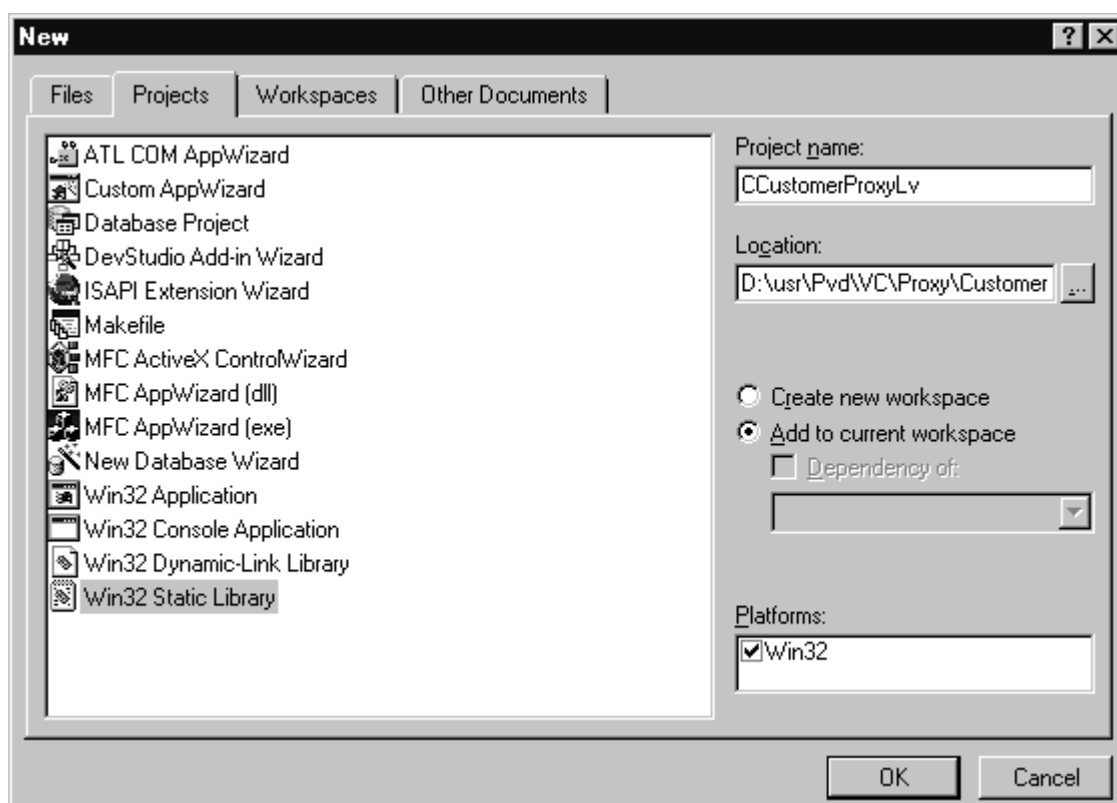 New
Files
Projects
Workspaces
Other Documents
ATL COM AppWizard
Custom AppWizard
Database Project
DevStudio Add-in Wizard
ISAPI Extension Wizard
Makefile
MFC ActiveX ControlWizard
MFC AppWizard (dll)
MFC AppWizard (exe)
New Database Wizard
Win32 Application
Win32 Console Application
Win32 Dynamic-Link Library
Win32 Static Library
Project name:
CCustomerProxyLv
Location:
D:\usr\Pvd\VC\Proxy\Customer
...
Create new workspace
Add to current workspace
Dependency of:
Platforms:
Win32
OK
Cancel